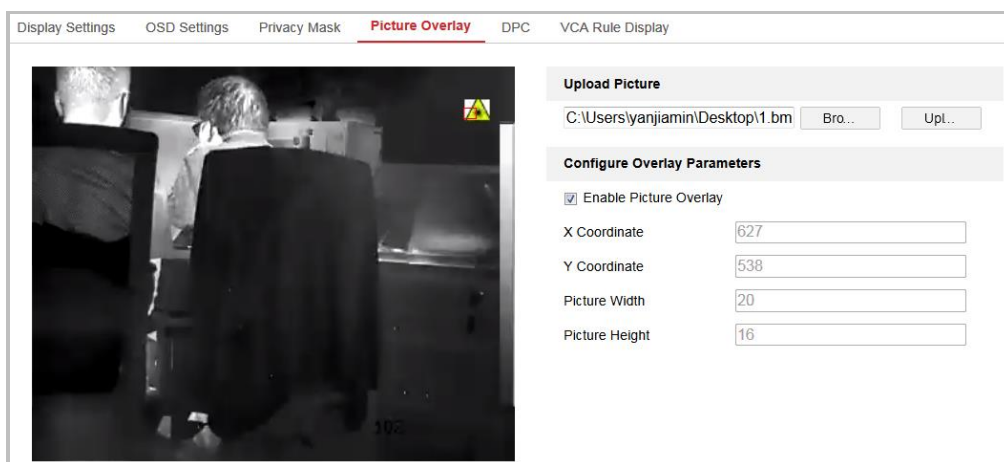 Display Settings OSD Settings Privacy Mask Picture Overlay DPC VCA Rule Display
Upload Picture
C:\Users\yanjiamin\Desktop\1.bm Bro... Upl...
Configure Overlay Parameters
Enable Picture Overlay
X Coordinate 627
Y Coordinate 538
Picture Width 20
Picture Height 16